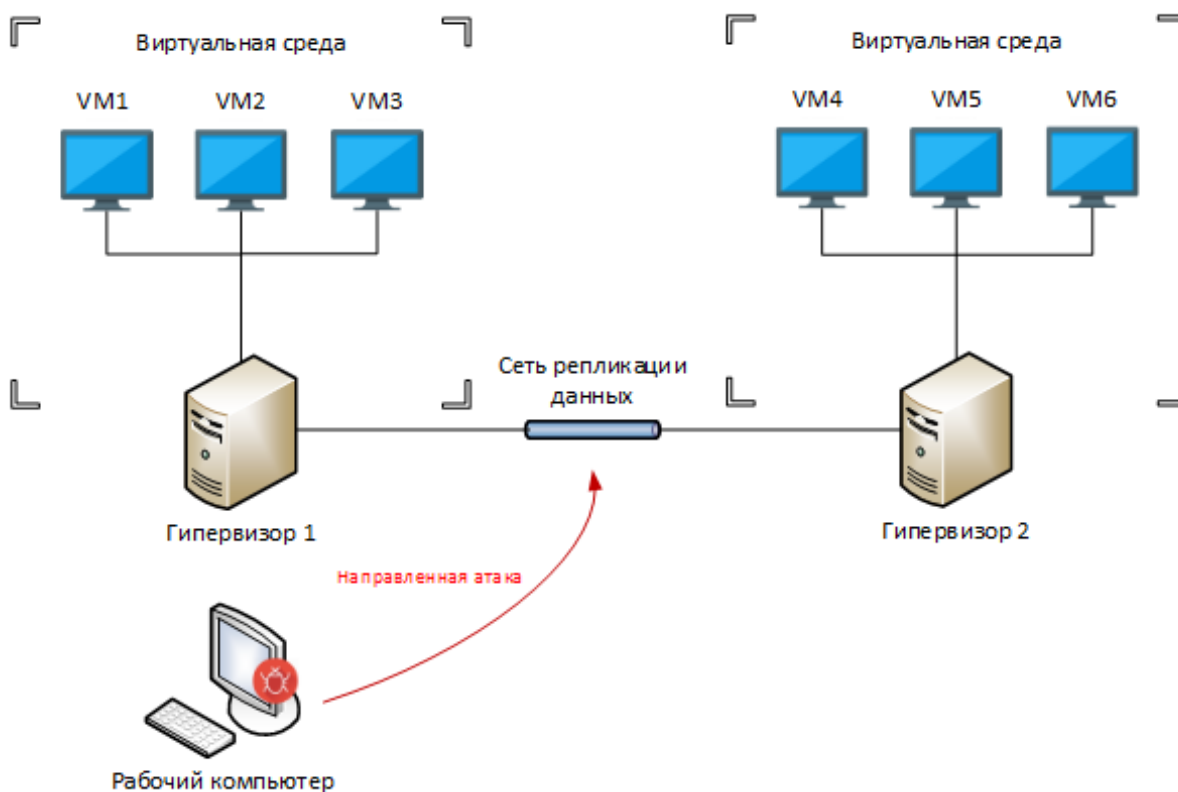 Виртуальная среда
Виртуальная среда
VM1 VM2 VM3
VM4 VM5 VM6
Сеть репликации
данных
Гипервизор 1
Гипервизор 2
Направленная атака
Рабочий компьютер